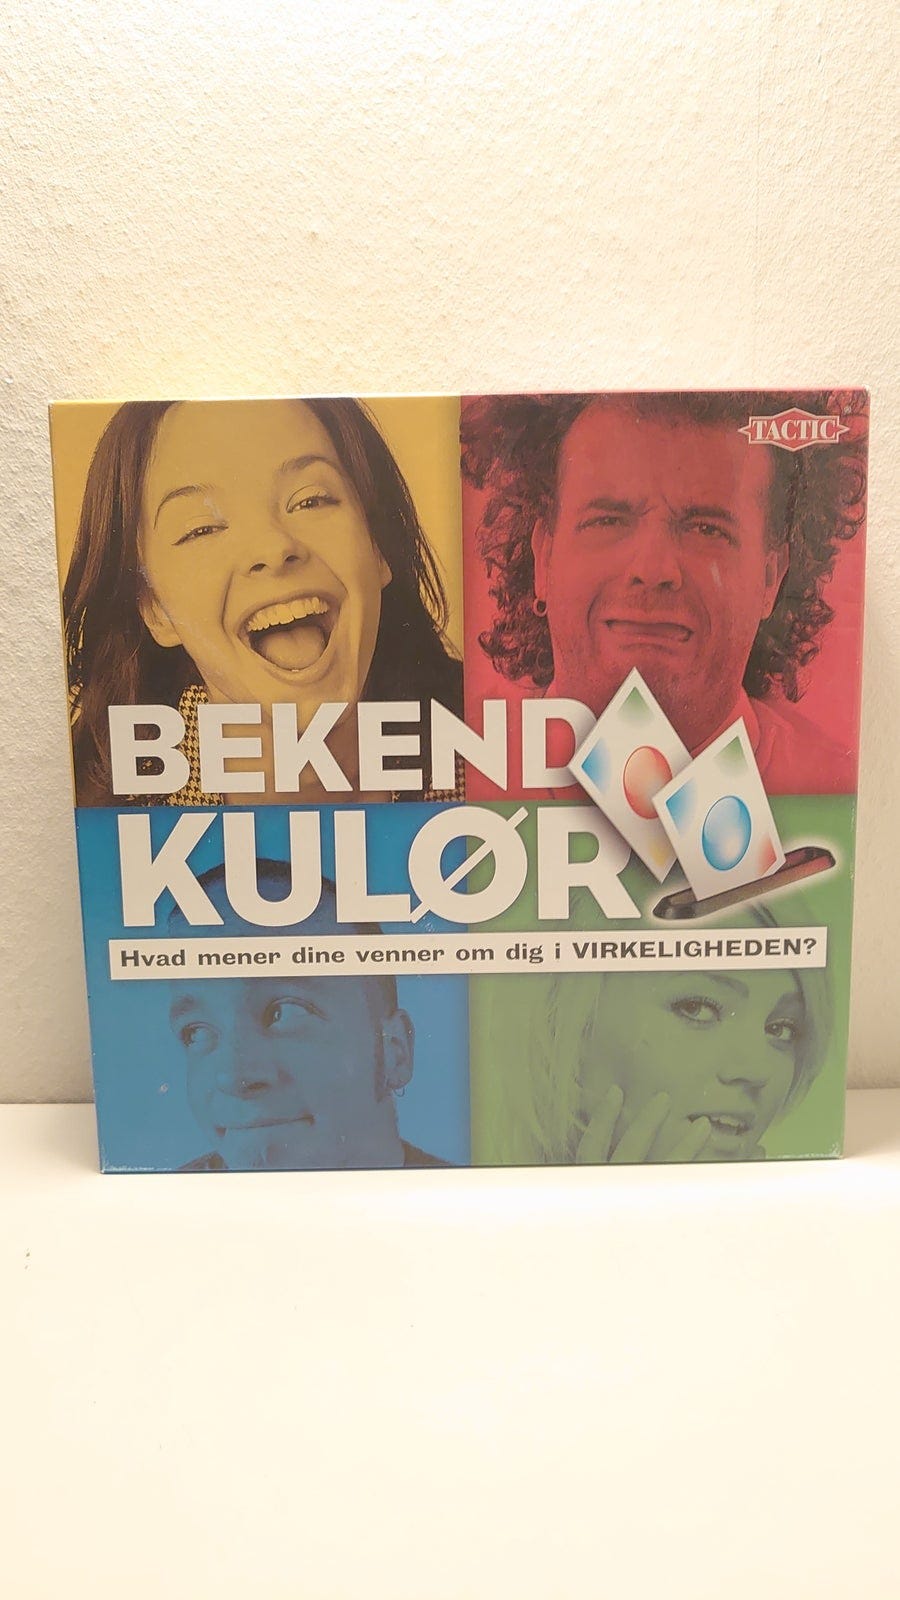 TACTIC
BEKEND
KULØR
Hvad mener dine venner om dig i VIRKELIGHEDEN?